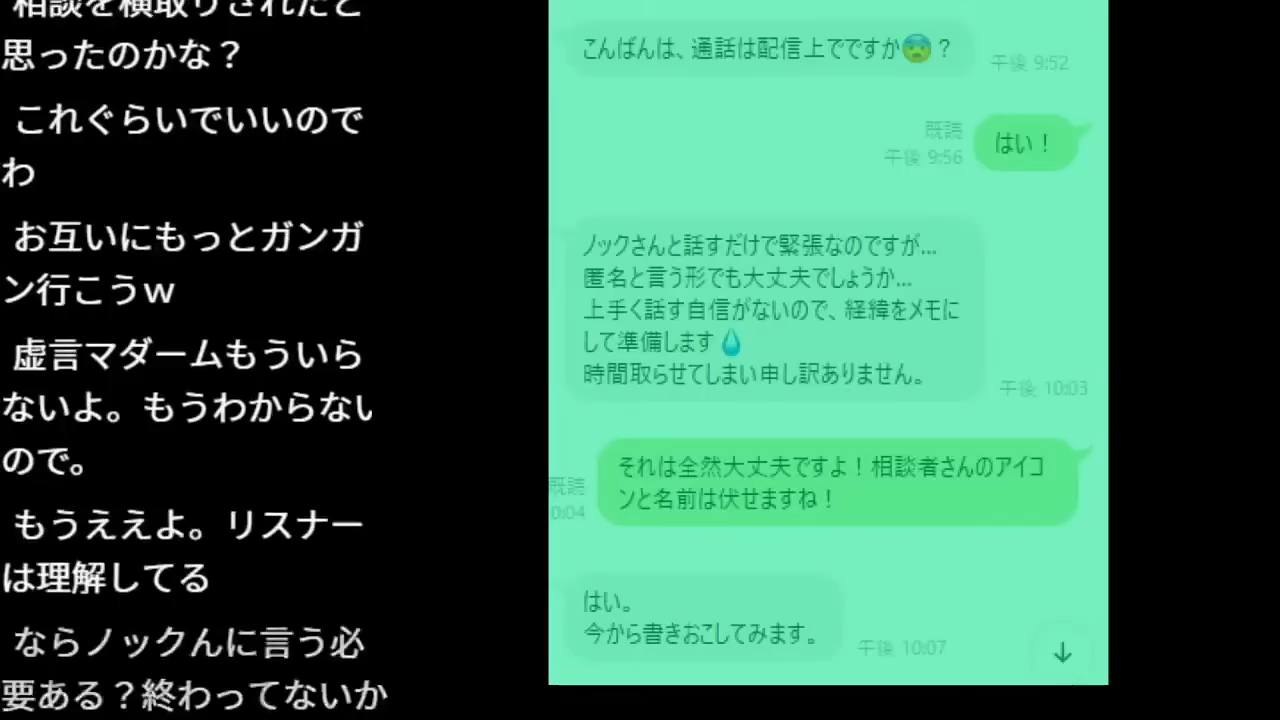 相談を横取りされたと
思ったのかな？
これぐらいでいいので
わ
お互いにもっとガンガ
ン行こうｗ
虚言マダームもういら
ないよ。もうわからない
ので。
もうええよ。リスナー
は理解してる
ならノックんに言う必
要ある？終わってないか
こんばんは、通話は配信上でですか😨？
午後 9:52
既読
午後 9:56
はい！
ノックさんと話すだけで緊張なのですが...
匿名と言う形でも大丈夫でしょうか...
上手く話す自信がないので、経緯をメモに
して準備します💧
時間取らせてしまい申し訳ありません。
午後 10:03
それは全然大丈夫ですよ！相談者さんのアイコ
ンと名前は伏せますね！
既読
0:04
はい。
今から書きおこしてみます。
午後 10:07